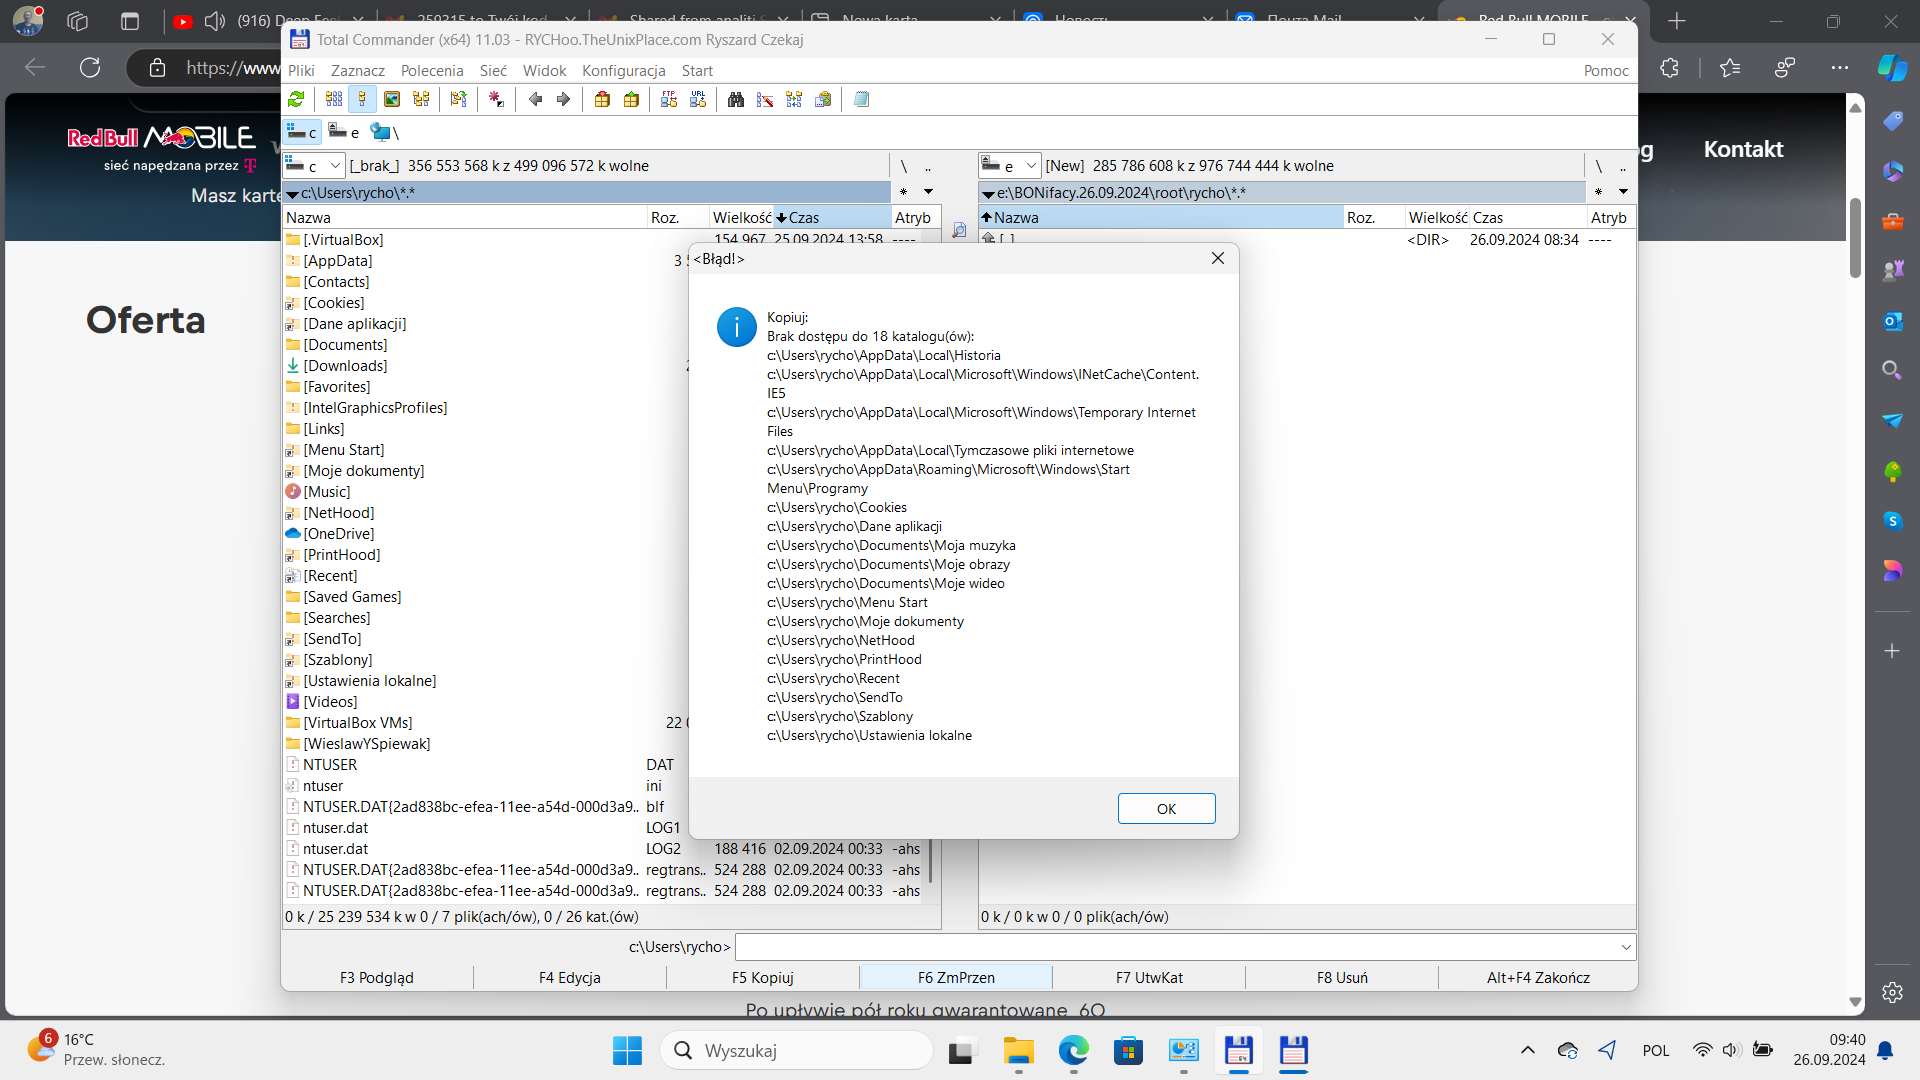 (916) Deep Feel
259315 to Twój kod
Shared from analiti S
Nowa karta
Новость
Почта Mail
Red Bull MOBILE
https://www
Red Bull MOBILE
sieć napędzana przez T
Masz kartę
Kontakt
Oferta
Total Commander (x64) 11.03 - RYCHoo.TheUnixPlace.com Ryszard Czekaj
Pliki Zaznacz Polecenia Sieć Widok Konfiguracja Start Pomoc
FTP URL
c e \
c [_brak_] 356 553 568 k z 499 096 572 k wolne \ ..
e [New] 285 786 608 k z 976 744 444 k wolne \ ..
c:\Users\rycho\*.* *
e:\BONifacy.26.09.2024\root\rycho\*.* *
Nazwa Roz. Wielkość Czas Atryb
Nazwa Roz. Wielkość Czas Atryb
[.VirtualBox] 154 967 25.09.2024 13:58 ----
[..] <DIR> 26.09.2024 08:34 ----
[AppData]
[Contacts]
[Cookies]
[Dane aplikacji]
[Documents]
[Downloads]
[Favorites]
[IntelGraphicsProfiles]
[Links]
[Menu Start]
[Moje dokumenty]
[Music]
[NetHood]
[OneDrive]
[PrintHood]
[Recent]
[Saved Games]
[Searches]
[SendTo]
[Szablony]
[Ustawienia lokalne]
[Videos]
[VirtualBox VMs] 22 0
[WieslawYSpiewak]
NTUSER DAT
ntuser ini
NTUSER.DAT{2ad838bc-efea-11ee-a54d-000d3a9.. blf
ntuser.dat LOG1
ntuser.dat LOG2 188 416 02.09.2024 00:33 -ahs
NTUSER.DAT{2ad838bc-efea-11ee-a54d-000d3a9.. regtrans.. 524 288 02.09.2024 00:33 -ahs
NTUSER.DAT{2ad838bc-efea-11ee-a54d-000d3a9.. regtrans.. 524 288 02.09.2024 00:33 -ahs
0 k / 25 239 534 k w 0 / 7 plik(ach/ów), 0 / 26 kat.(ów)
0 k / 0 k w 0 / 0 plik(ach/ów)
c:\Users\rycho>
F3 Podgląd F4 Edycja F5 Kopiuj F6 ZmPrzen F7 UtwKat F8 Usuń Alt+F4 Zakończ
<Błąd!>
Kopiuj:
Brak dostępu do 18 katalogu(ów):
c:\Users\rycho\AppData\Local\Historia
c:\Users\rycho\AppData\Local\Microsoft\Windows\INetCache\Content.
IE5
c:\Users\rycho\AppData\Local\Microsoft\Windows\Temporary Internet
Files
c:\Users\rycho\AppData\Local\Tymczasowe pliki internetowe
c:\Users\rycho\AppData\Roaming\Microsoft\Windows\Start
Menu\Programy
c:\Users\rycho\Cookies
c:\Users\rycho\Dane aplikacji
c:\Users\rycho\Documents\Moja muzyka
c:\Users\rycho\Documents\Moje obrazy
c:\Users\rycho\Documents\Moje wideo
c:\Users\rycho\Menu Start
c:\Users\rycho\Moje dokumenty
c:\Users\rycho\NetHood
c:\Users\rycho\PrintHood
c:\Users\rycho\Recent
c:\Users\rycho\SendTo
c:\Users\rycho\Szablony
c:\Users\rycho\Ustawienia lokalne
OK
Po upływie pół roku gwarantowane 60
6
16°C
Przew. słonecz.
Wyszukaj
64
POL
09:40
26.09.2024